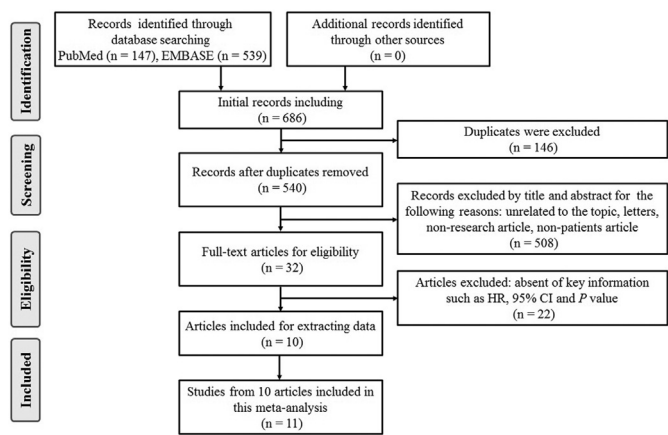 Identification
Records identified through
database searching
PubMed (n = 147), EMBASE (n = 539)
Additional records identified
through other sources
(n = 0)
Initial records including
(n = 686)
Duplicates were excluded
(n = 146)
Screening
Records after duplicates removed
(n = 540)
Records excluded by title and abstract for the
following reasons: unrelated to the topic, letters,
non-research article, non-patients article
(n = 508)
Eligibility
Full-text articles for eligibility
(n = 32)
Articles excluded: absent of key information
such as HR, 95% CI and P value
(n = 22)
Articles included for extracting data
(n = 10)
Included
Studies from 10 articles included in
this meta-analysis
(n = 11)